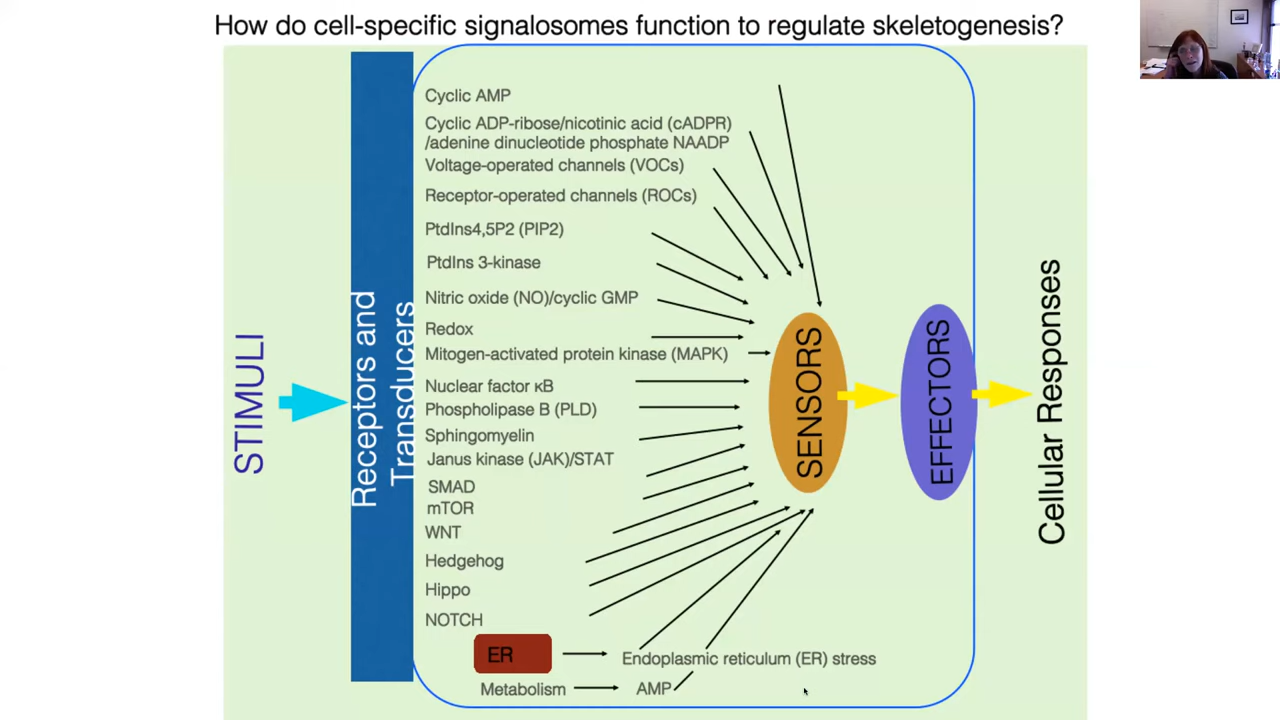 How do cell-specific signalosomes function to regulate skeletogenesis?
STIMULI
Receptors and
Transducers
Cyclic AMP
Cyclic ADP-ribose/nicotinic acid (cADPR)
/adenine dinucleotide phosphate NAADP
Voltage-operated channels (VOCs)
Receptor-operated channels (ROCs)
PtdIns4,5P2 (PIP2)
PtdIns 3-kinase
Nitric oxide (NO)/cyclic GMP
Redox
Mitogen-activated protein kinase (MAPK)
Nuclear factor κB
Phospholipase B (PLD)
Sphingomyelin
Janus kinase (JAK)/STAT
SMAD
mTOR
WNT
Hedgehog
Hippo
NOTCH
ER
Endoplasmic reticulum (ER) stress
Metabolism
AMP
SENSORS
EFFECTORS
Cellular Responses